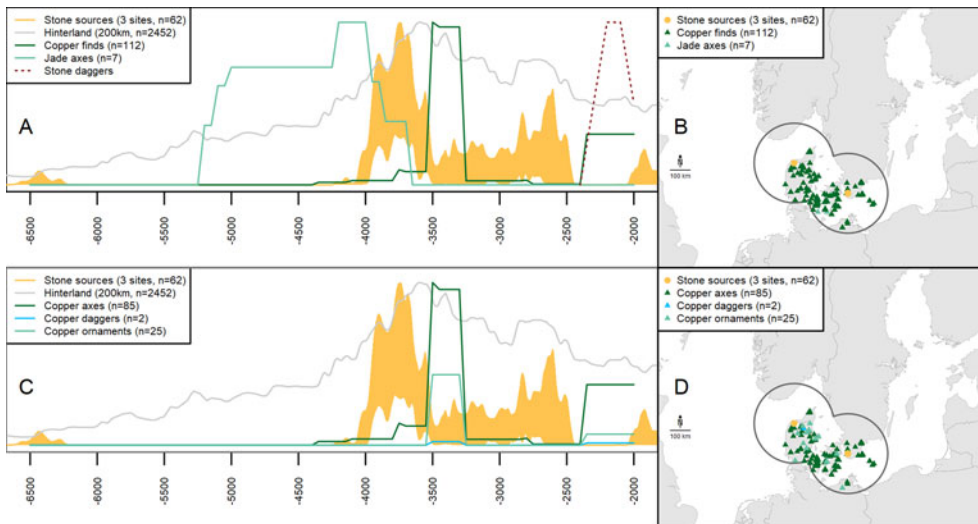 Stone sources (3 sites, n=62)
Hinterland (200km, n=2452)
Copper finds (n=112)
Jade axes (n=7)
Stone daggers
A
-6500
-6000
-5500
-5000
-4500
-4000
-3500
-3000
-2500
-2000
Stone sources (3 sites, n=62)
Copper finds (n=112)
Jade axes (n=7)
B
100 km
Stone sources (3 sites, n=62)
Hinterland (200km, n=2452)
Copper axes (n=85)
Copper daggers (n=2)
Copper ornaments (n=25)
C
-6500
-6000
-5500
-5000
-4500
-4000
-3500
-3000
-2500
-2000
Stone sources (3 sites, n=62)
Copper axes (n=85)
Copper daggers (n=2)
Copper ornaments (n=25)
D
100 km